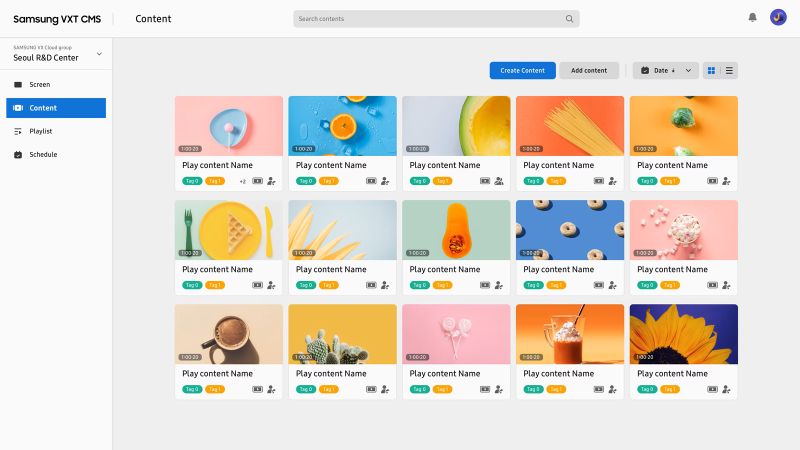 Samsung VXT CMS
Content
Search contents
SAMSUNG VX Cloud group
Seoul R&D Center
Screen
Content
Playlist
Schedule
Create Content
Add content
Date
1:00:20
1:00:20
1:00:20
1:00:20
1:00:20
Play content Name
Play content Name
Play content Name
Play content Name
Play content Name
Tag 0 Tag 1 +2
Tag 0 Tag 1
Tag 0 Tag 1
Tag 0 Tag 1
Tag 0 Tag 1
1:00:20
1:00:20
1:00:20
1:00:20
1:00:20
Play content Name
Play content Name
Play content Name
Play content Name
Play content Name
Tag 0 Tag 1
Tag 0 Tag 1
Tag 0 Tag 1
Tag 0 Tag 1
Tag 0 Tag 1
1:00:20
1:00:20
1:00:20
1:00:20
1:00:20
Play content Name
Play content Name
Play content Name
Play content Name
Play content Name
Tag 0 Tag 1
Tag 0 Tag 1
Tag 0 Tag 1
Tag 0 Tag 1
Tag 0 Tag 1